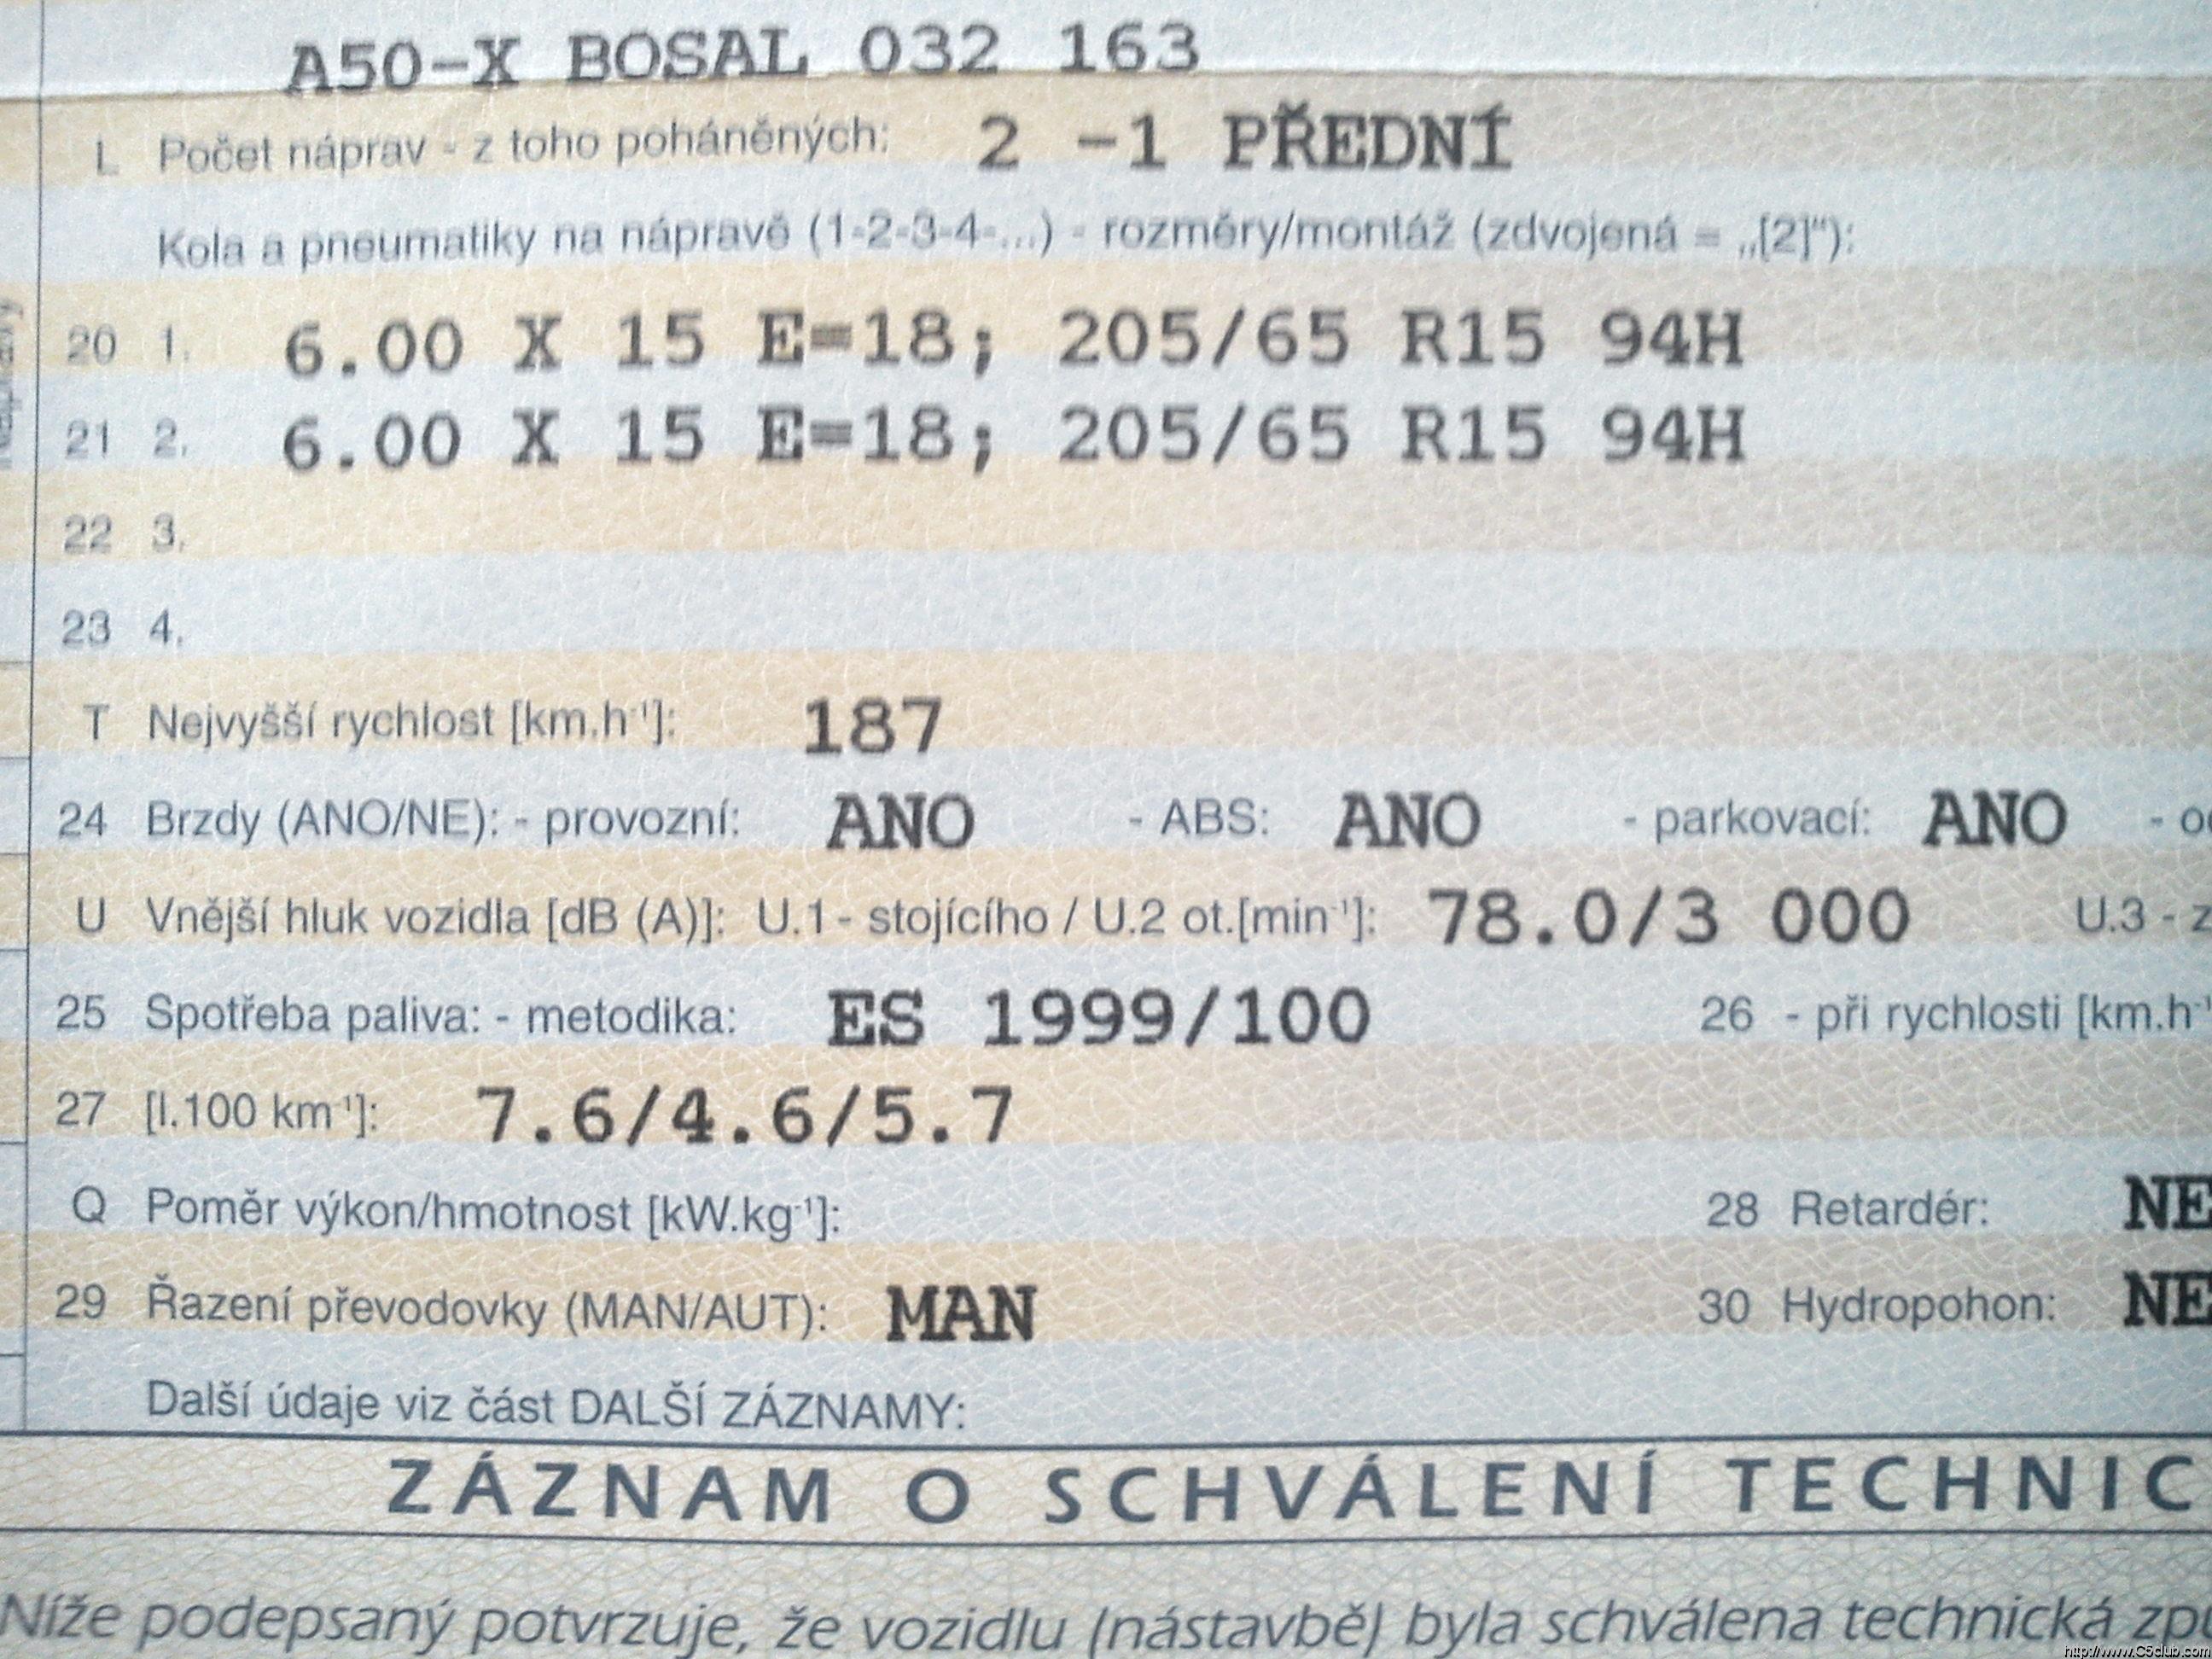 A50-X BOSAL 032 163
L Počet náprav - z toho poháněných: 2 -1 PŘEDNÍ
Kola a pneumatiky na nápravě (1-2-3-4-...) - rozměry/montáž (zdvojená = „[2]"):
20 1. 6.00 X 15 E=18; 205/65 R15 94H
21 2. 6.00 X 15 E=18; 205/65 R15 94H
22 3.
23 4.
T Nejvyšší rychlost [km.h⁻¹]: 187
24 Brzdy (ANO/NE): - provozní: ANO - ABS: ANO - parkovací: ANO -
U Vnější hluk vozidla [dB (A)]: U.1 - stojícího / U.2 ot.[min⁻¹]: 78.0/3 000 U.3 - z
25 Spotřeba paliva: - metodika: ES 1999/100 26 - při rychlosti [km.h⁻¹
27 [l.100 km⁻¹]: 7.6/4.6/5.7
Q Poměr výkon/hmotnost [kW.kg⁻¹]: 28 Retardér: NE
29 Řazení převodovky (MAN/AUT): MAN 30 Hydropohon: NE
Další údaje viz část DALŠÍ ZÁZNAMY:
ZÁZNAM O SCHVÁLENÍ TECHNIC
Níže podepsaný potvrzuje, že vozidlu (nástavbě) byla schválena technická způ
http://www.C5club.com